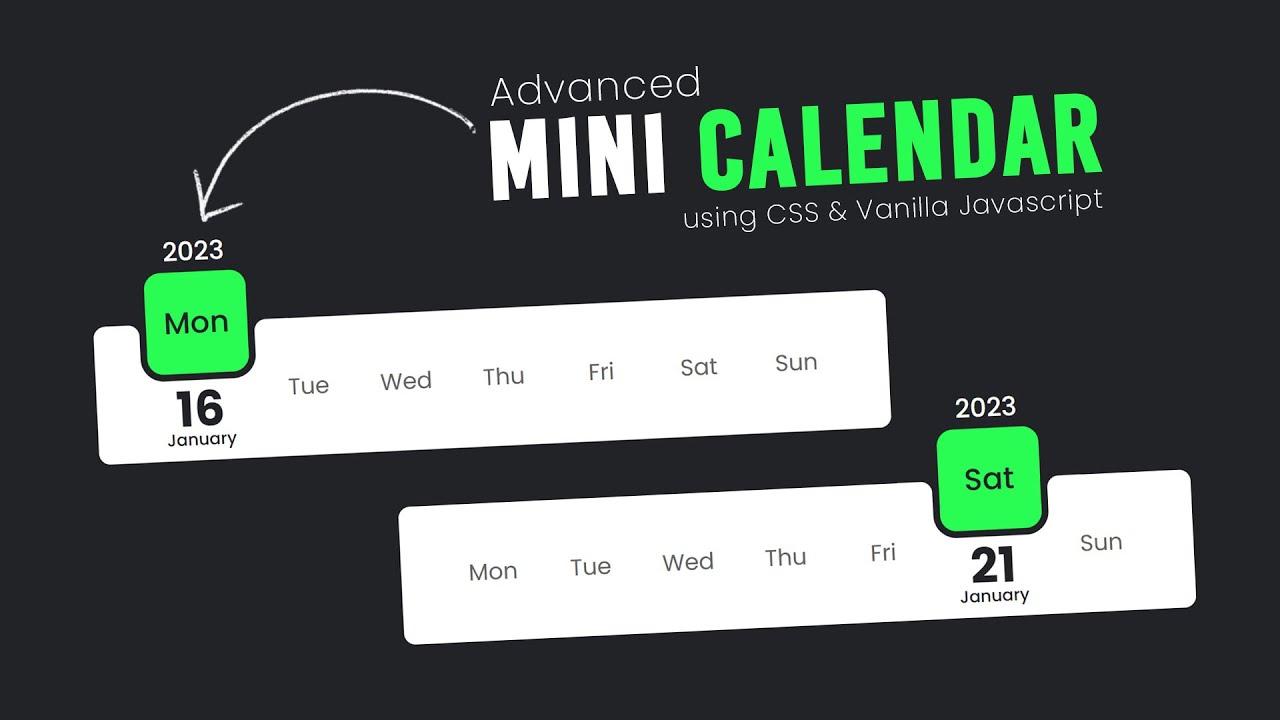 Advanced
MINI CALENDAR
using CSS & Vanilla Javascript
2023
Mon Tue Wed Thu Fri Sat Sun
16
January
2023
Mon Tue Wed Thu Fri Sat Sun
21
January